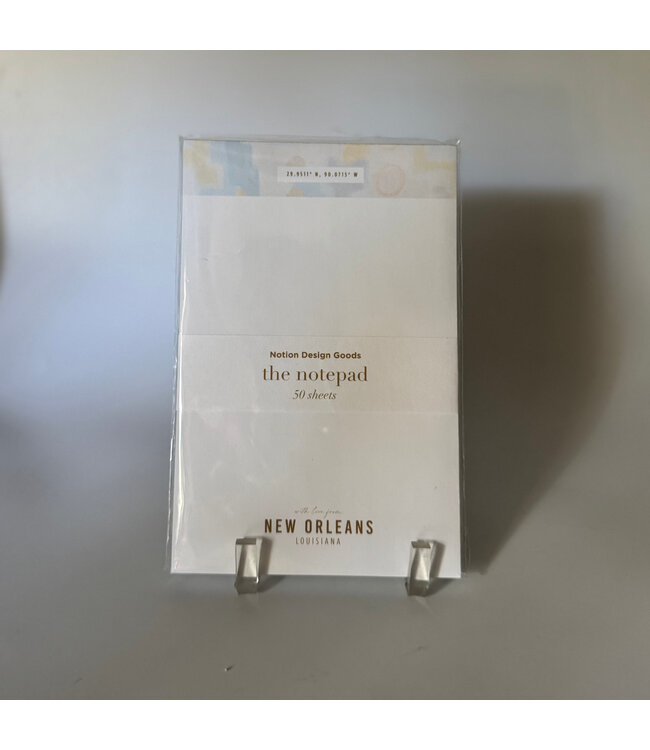 29.9511° N, 90.0715° W
Notion Design Goods
the notepad
50 sheets
with love from
NEW ORLEANS
LOUISIANA